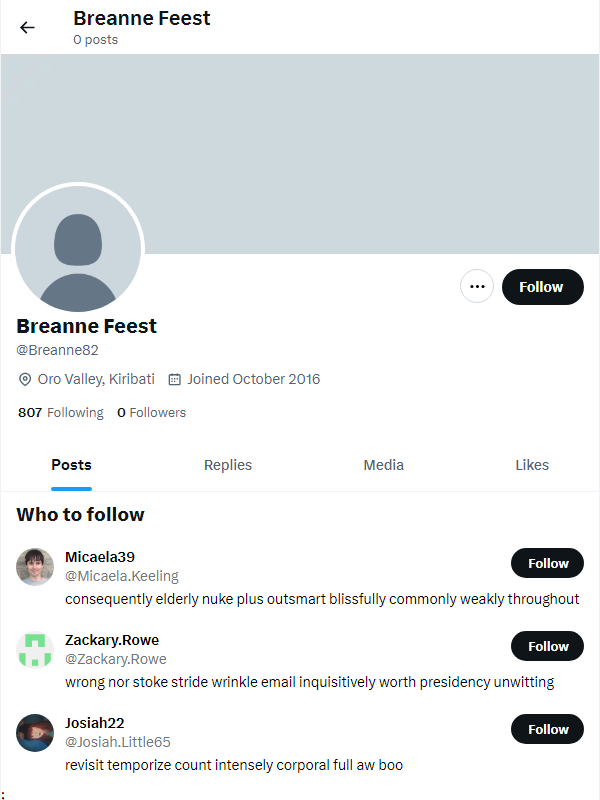 Breanne Feest
0 posts
Follow
Breanne Feest
@Breanne82
Oro Valley, Kiribati Joined October 2016
807 Following 0 Followers
Posts Replies Media Likes
Who to follow
Micaela39
@Micaela.Keeling
Follow
consequently elderly nuke plus outsmart blissfully commonly weakly throughout
Zackary.Rowe
@Zackary.Rowe
Follow
wrong nor stoke stride wrinkle email inquisitively worth presidency unwitting
Josiah22
@Josiah.Little65
Follow
revisit temporize count intensely corporal full aw boo
;